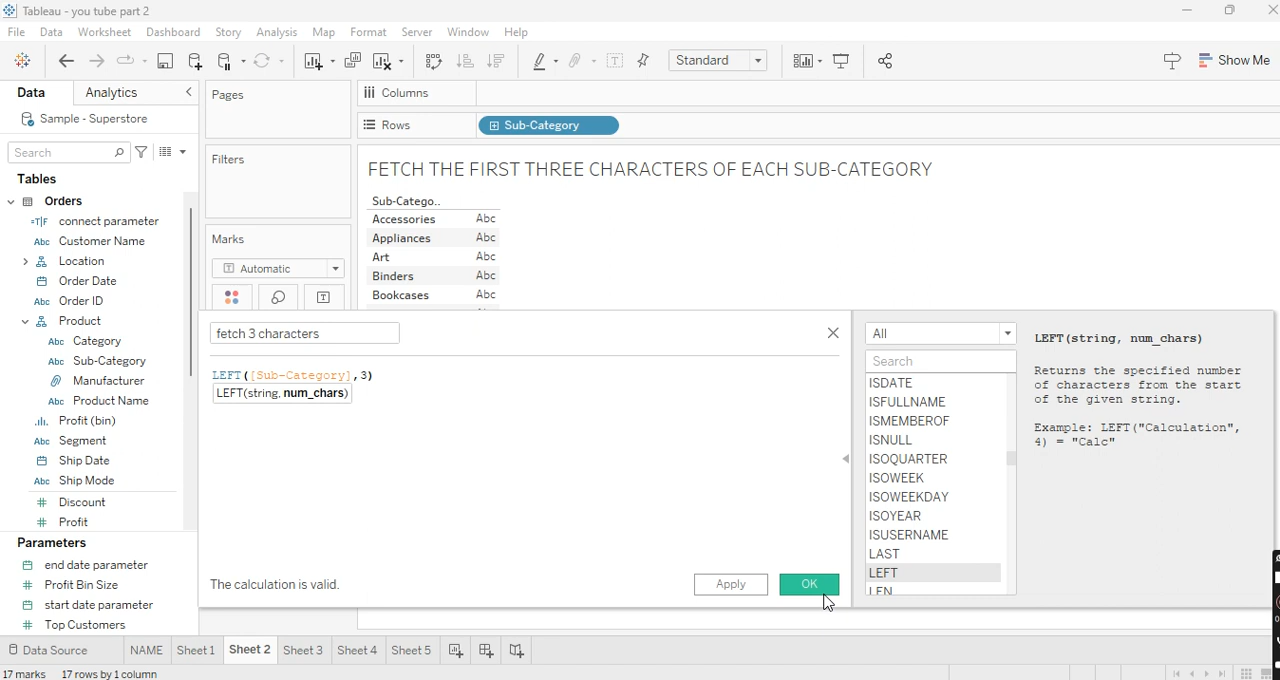 Tableau - you tube part 2
File Data Worksheet Dashboard Story Analysis Map Format Server Window Help
Standard
Show Me
Data Analytics
Sample - Superstore
Search
Tables
Orders
=T|F connect parameter
Abc Customer Name
Location
Order Date
Abc Order ID
Product
Abc Category
Abc Sub-Category
Manufacturer
Abc Product Name
Profit (bin)
Abc Segment
Ship Date
Abc Ship Mode
# Discount
# Profit
Parameters
end date parameter
# Profit Bin Size
start date parameter
# Top Customers
Pages
Filters
Marks
Automatic
Columns
Rows
Sub-Category
FETCH THE FIRST THREE CHARACTERS OF EACH SUB-CATEGORY
Sub-Catego..
Accessories Abc
Appliances Abc
Art Abc
Binders Abc
Bookcases Abc
fetch 3 characters
LEFT([Sub-Category],3)
LEFT(string, num_chars)
The calculation is valid.
Apply OK
All
Search
ISDATE
ISFULLNAME
ISMEMBEROF
ISNULL
ISOQUARTER
ISOWEEK
ISOWEEKDAY
ISOYEAR
ISUSERNAME
LAST
LEFT
LEN
LEFT(string, num_chars)
Returns the specified number
of characters from the start
of the given string.
Example: LEFT("Calculation",
4) = "Calc"
Data Source NAME Sheet 1 Sheet 2 Sheet 3 Sheet 4 Sheet 5
17 marks 17 rows by 1 column